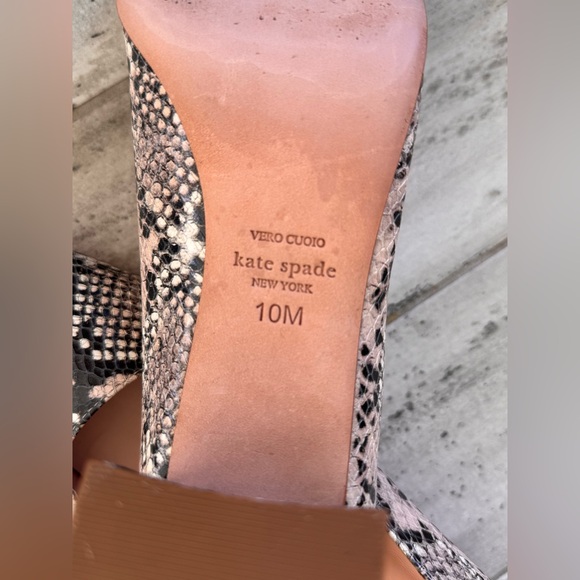 VERO CUOIO
kate spade
NEW YORK
10M